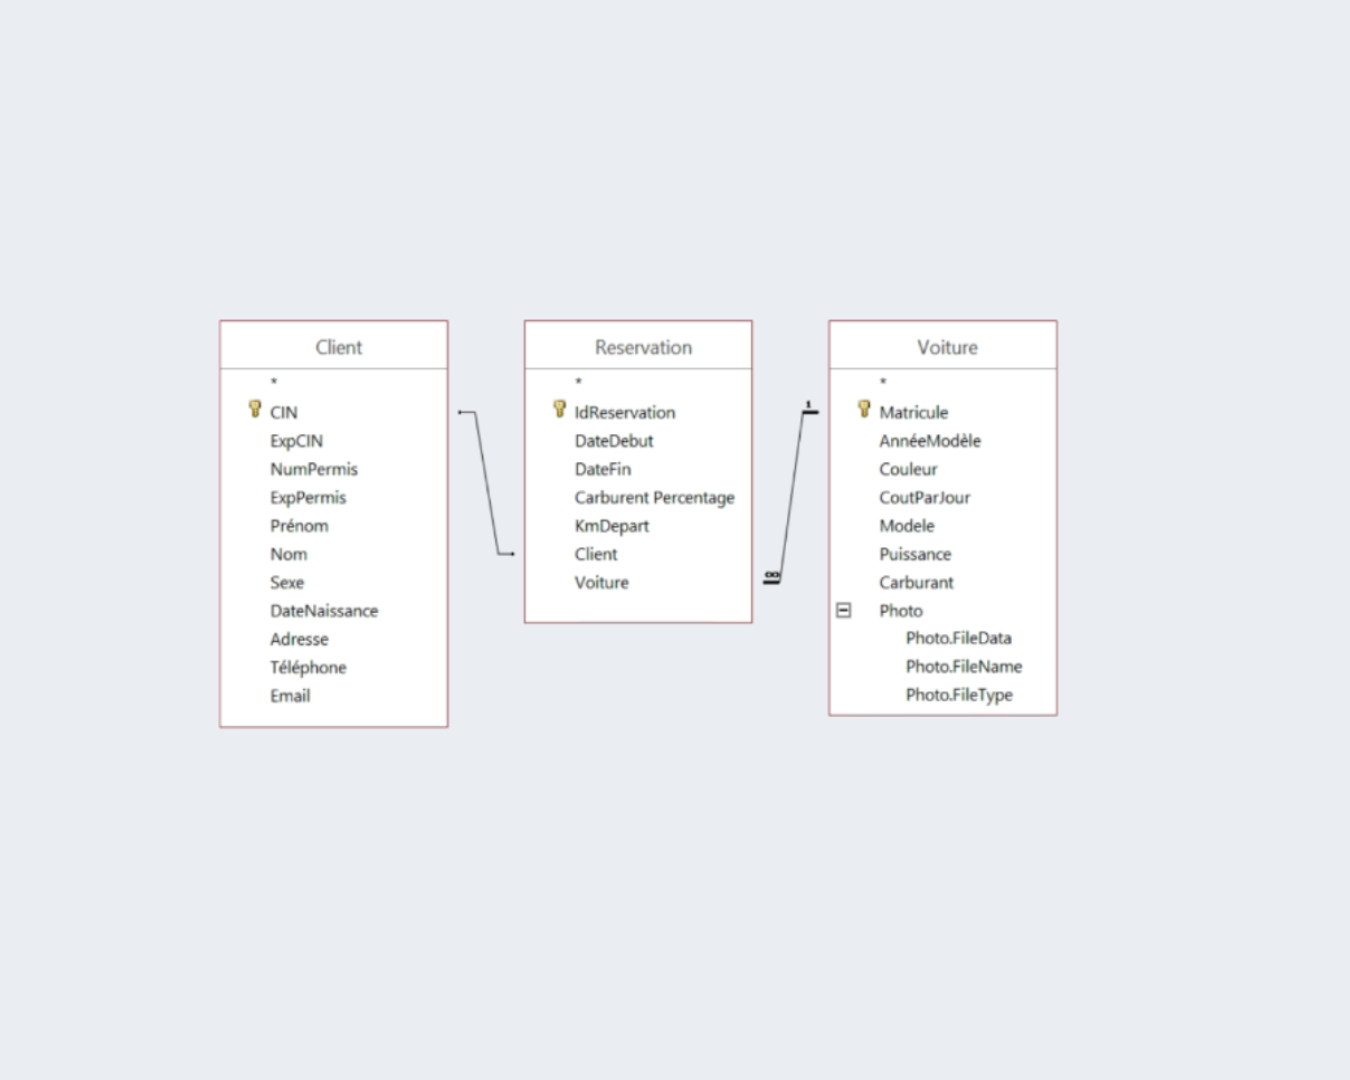 Client
*
CIN
ExpCIN
NumPermis
ExpPermis
Prénom
Nom
Sexe
DateNaissance
Adresse
Téléphone
Email
Reservation
*
IdReservation
DateDebut
DateFin
Carburent Percentage
KmDepart
Client
Voiture
1
∞
Voiture
*
Matricule
AnnéeModèle
Couleur
CoutParJour
Modele
Puissance
Carburant
Photo
Photo.FileData
Photo.FileName
Photo.FileType